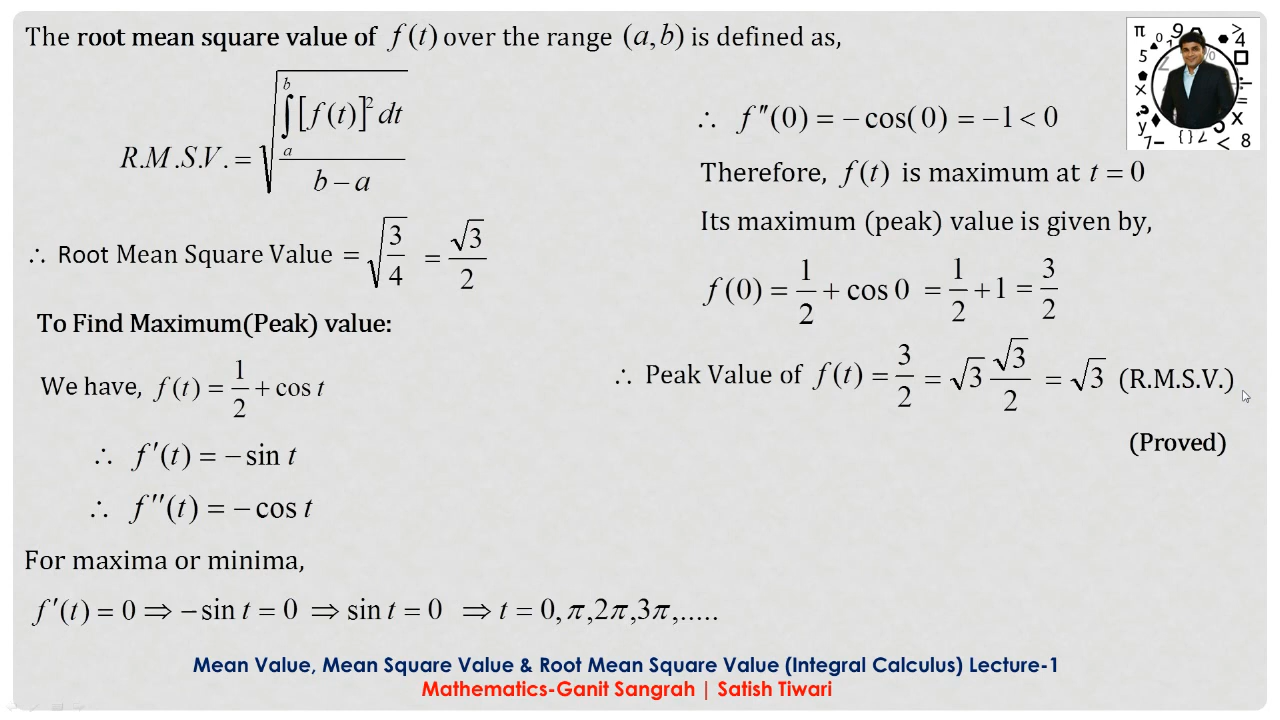 The root mean square value of f(t) over the range (a, b) is defined as,
R.M.S.V. = √( ∫ₐᵇ [f(t)]² dt / (b − a) )
∴ Root Mean Square Value = √(3/4) = √3/2
To Find Maximum(Peak) value:
We have, f(t) = 1/2 + cos t
∴ f′(t) = −sin t
∴ f″(t) = −cos t
For maxima or minima,
f′(t) = 0 ⇒ −sin t = 0 ⇒ sin t = 0 ⇒ t = 0, π, 2π, 3π, .....
∴ f″(0) = −cos(0) = −1 < 0
Therefore, f(t) is maximum at t = 0
Its maximum (peak) value is given by,
f(0) = 1/2 + cos 0 = 1/2 + 1 = 3/2
∴ Peak Value of f(t) = 3/2 = √3 √3/2 = √3 (R.M.S.V.)
(Proved)
Mean Value, Mean Square Value & Root Mean Square Value (Integral Calculus) Lecture-1
Mathematics-Ganit Sangrah | Satish Tiwari